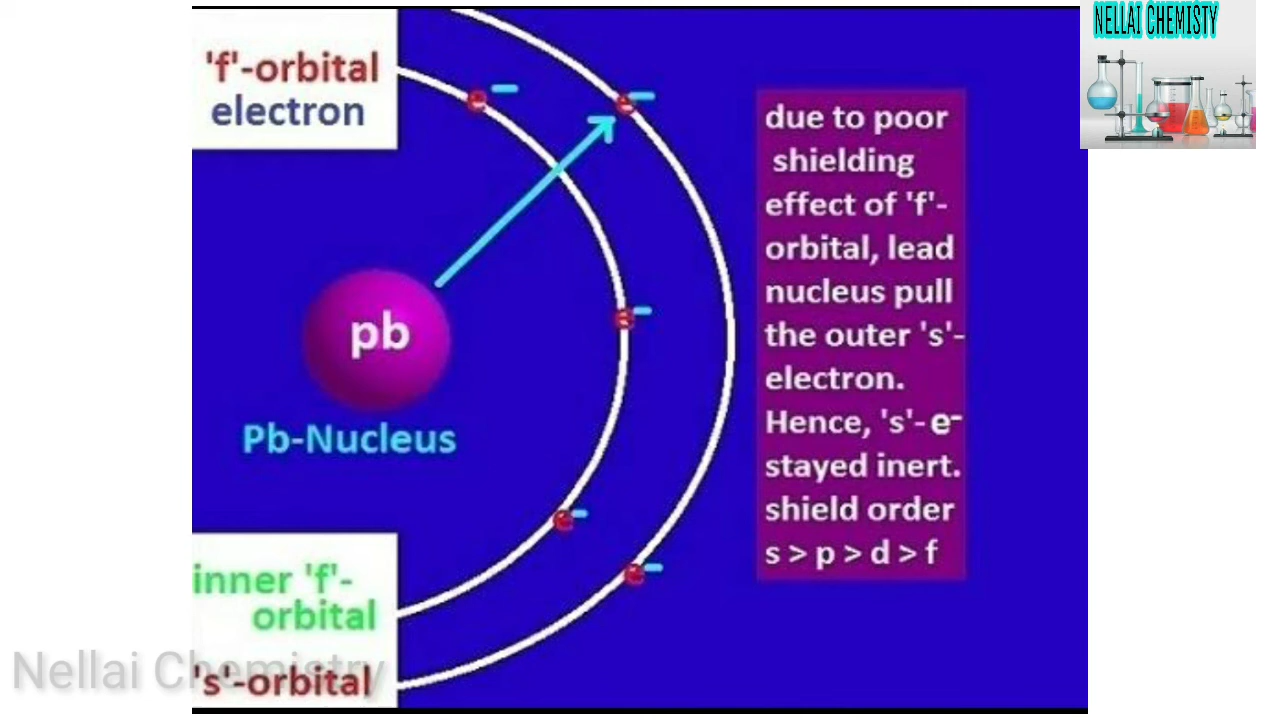 NELLAI CHEMISTY
'f'-orbital
electron
pb
Pb-Nucleus
inner 'f'-
orbital
's'-orbital
due to poor
shielding
effect of 'f'-
orbital, lead
nucleus pull
the outer 's'-
electron.
Hence, 's'-e-
stayed inert.
shield order
s > p > d > f
Nellai Chemistry